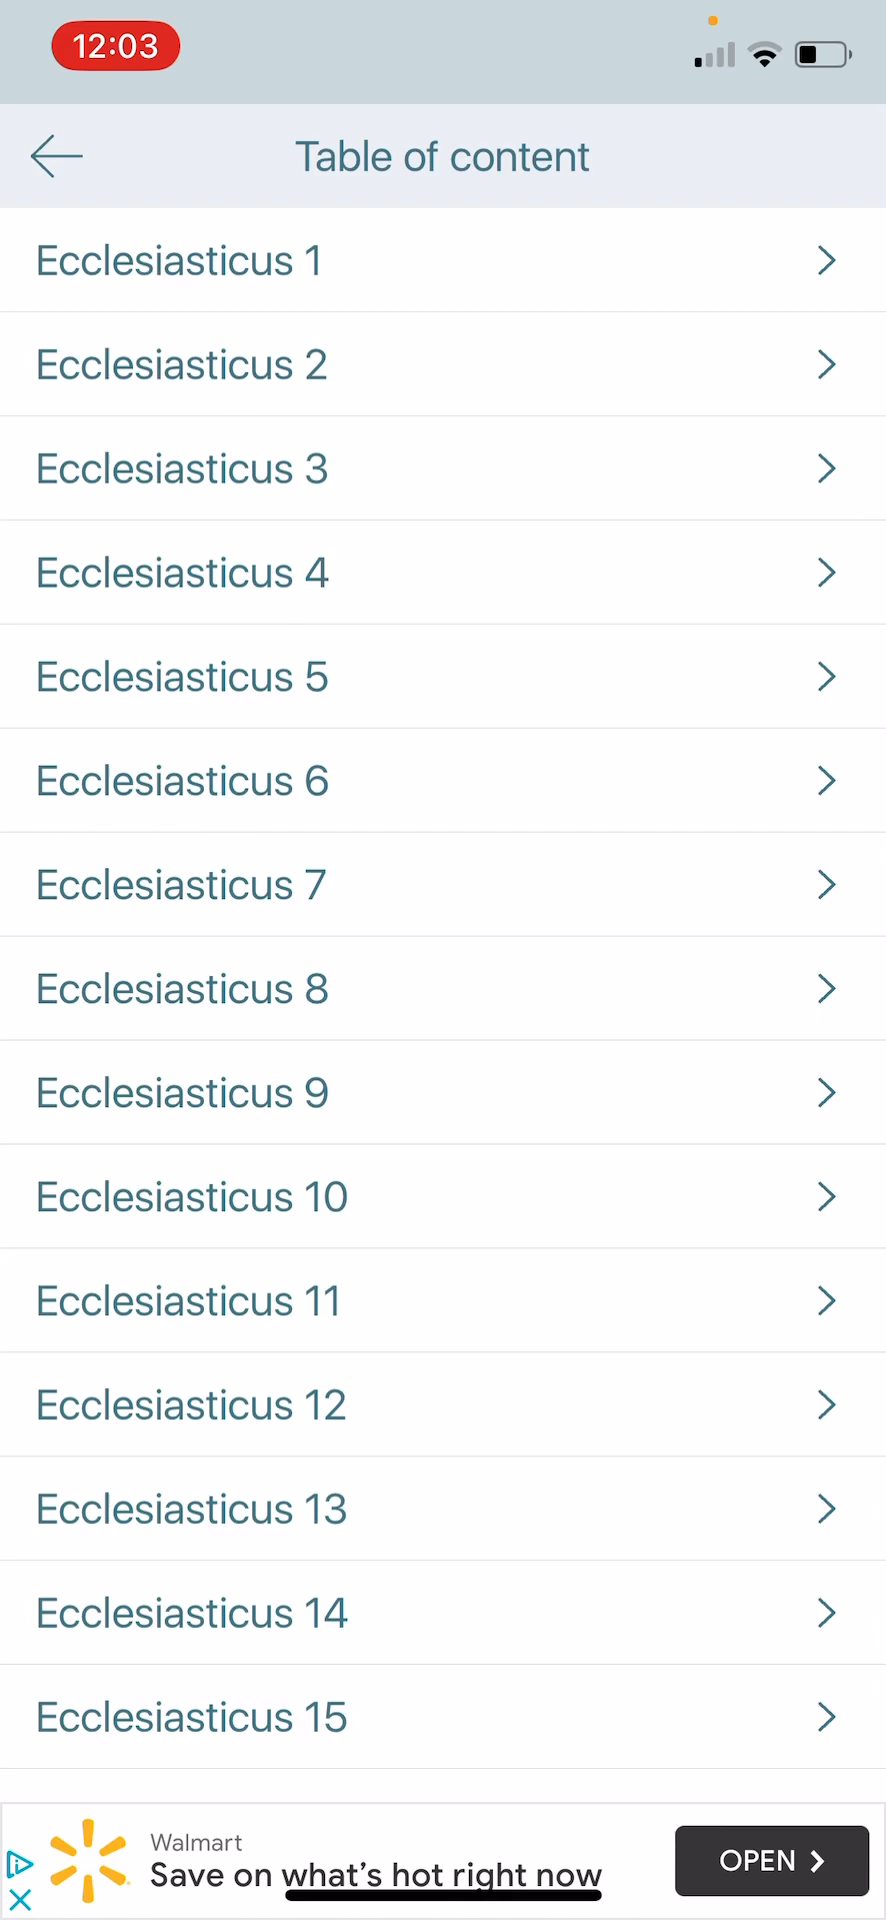 12:03
Table of content
Ecclesiasticus 1
Ecclesiasticus 2
Ecclesiasticus 3
Ecclesiasticus 4
Ecclesiasticus 5
Ecclesiasticus 6
Ecclesiasticus 7
Ecclesiasticus 8
Ecclesiasticus 9
Ecclesiasticus 10
Ecclesiasticus 11
Ecclesiasticus 12
Ecclesiasticus 13
Ecclesiasticus 14
Ecclesiasticus 15
Walmart
Save on what's hot right now
OPEN